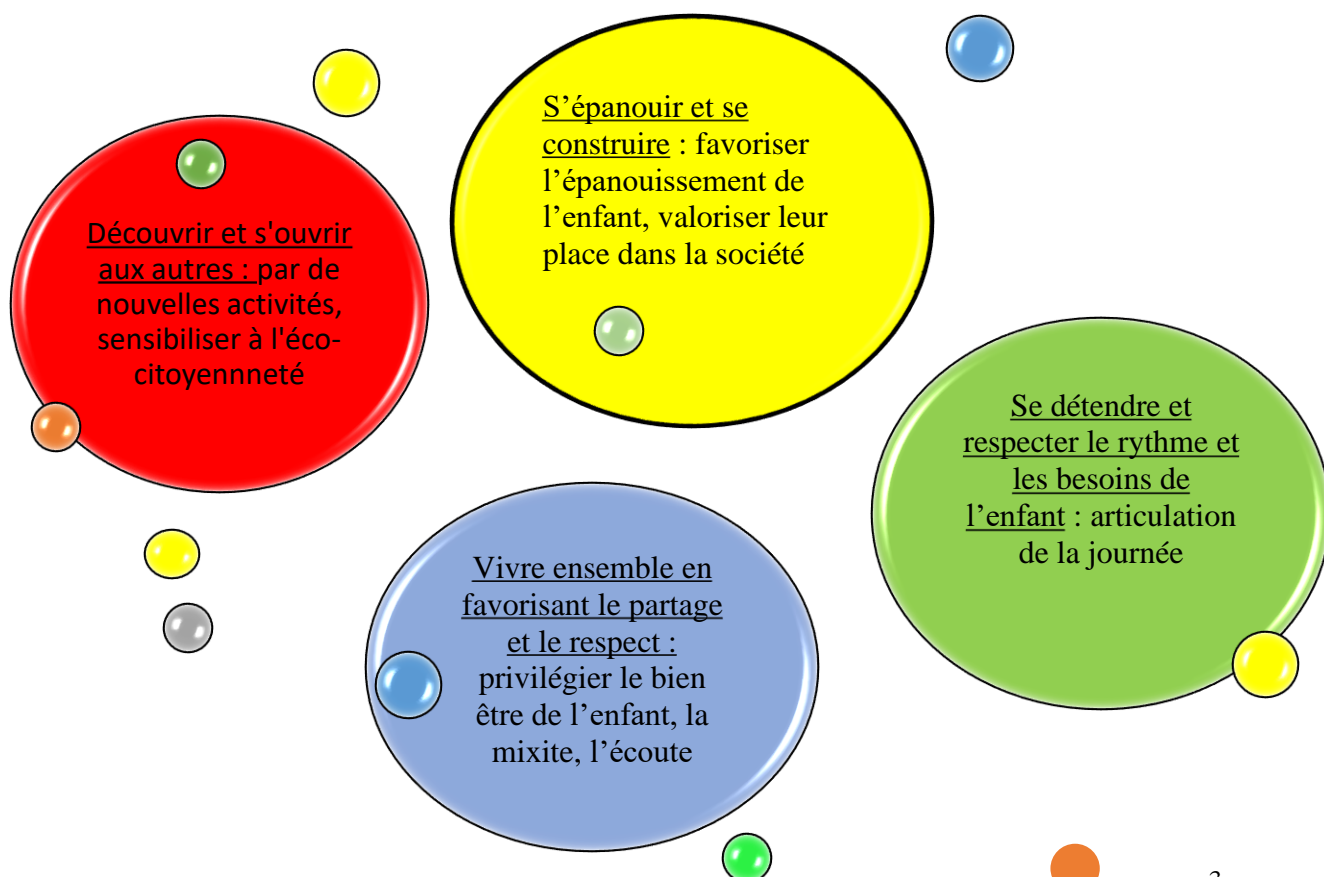 S’épanouir et se
construire : favoriser
l’épanouissement de
l’enfant, valoriser leur
place dans la société
Découvrir et s'ouvrir
aux autres : par de
nouvelles activités,
sensibiliser à l'éco-
citoyennneté
Se détendre et
respecter le rythme et
les besoins de
l’enfant : articulation
de la journée
Vivre ensemble en
favorisant le partage
et le respect :
privilégier le bien
être de l’enfant, la
mixite, l’écoute